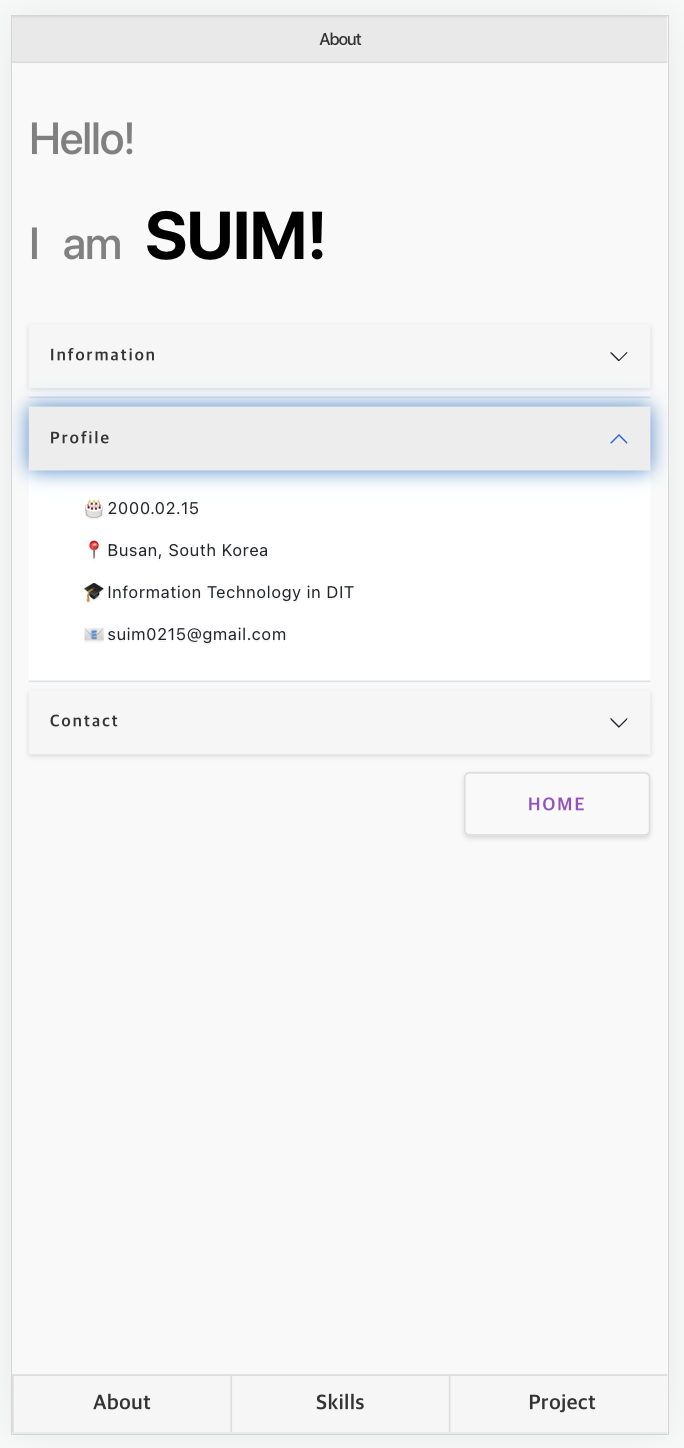 About
Hello!
I am SUIM!
Information
Profile
🎂 2000.02.15
📍 Busan, South Korea
🎓 Information Technology in DIT
📧 suim0215@gmail.com
Contact
HOME
About Skills Project